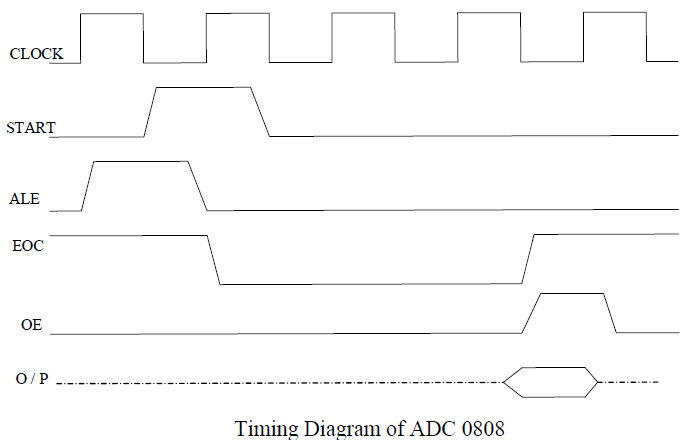 CLOCK
START
ALE
EOC
OE
O / P
Timing Diagram of ADC 0808